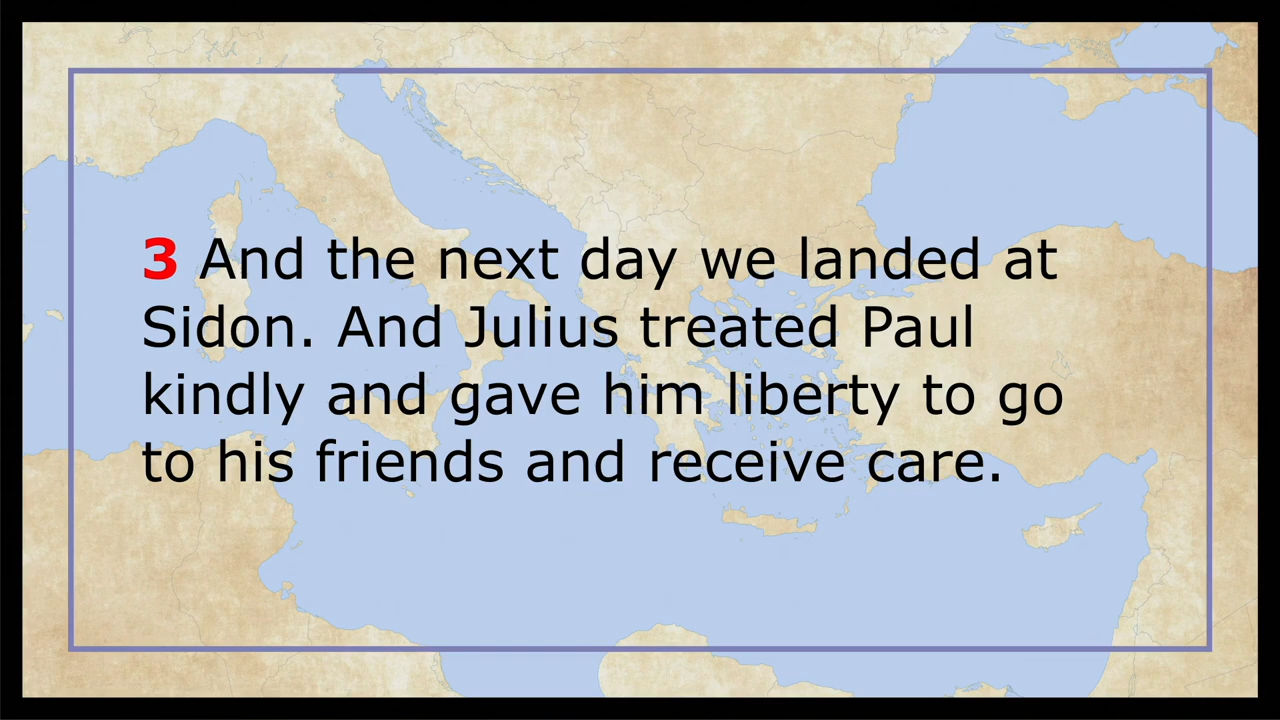 3 And the next day we landed at
Sidon. And Julius treated Paul
kindly and gave him liberty to go
to his friends and receive care.